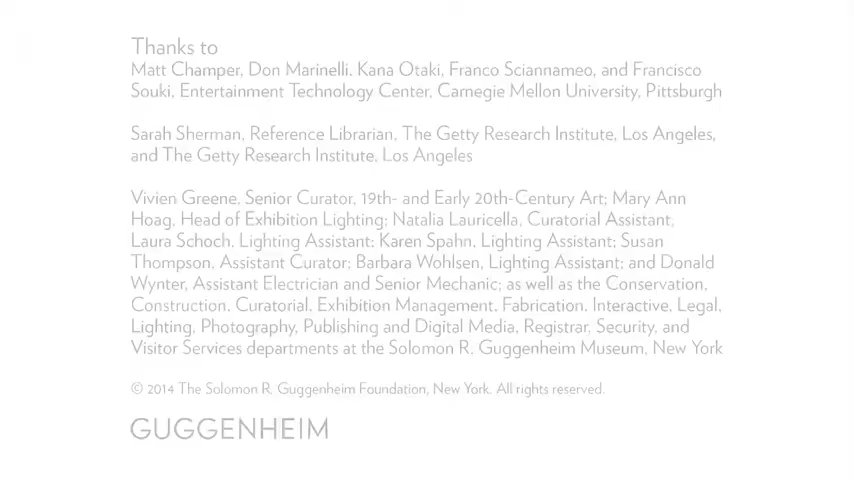 Thanks to
Matt Champer, Don Marinelli, Kana Otaki, Franco Sciannameo, and Francisco
Souki, Entertainment Technology Center, Carnegie Mellon University, Pittsburgh
Sarah Sherman, Reference Librarian, The Getty Research Institute, Los Angeles,
and The Getty Research Institute, Los Angeles
Vivien Greene, Senior Curator, 19th- and Early 20th-Century Art; Mary Ann
Hoag, Head of Exhibition Lighting; Natalia Lauricella, Curatorial Assistant,
Laura Schoch, Lighting Assistant; Karen Spahn, Lighting Assistant; Susan
Thompson, Assistant Curator; Barbara Wohlsen, Lighting Assistant; and Donald
Wynter, Assistant Electrician and Senior Mechanic; as well as the Conservation,
Construction, Curatorial, Exhibition Management, Fabrication, Interactive, Legal,
Lighting, Photography, Publishing and Digital Media, Registrar, Security, and
Visitor Services departments at the Solomon R. Guggenheim Museum, New York
© 2014 The Solomon R. Guggenheim Foundation, New York. All rights reserved.
GUGGENHEIM